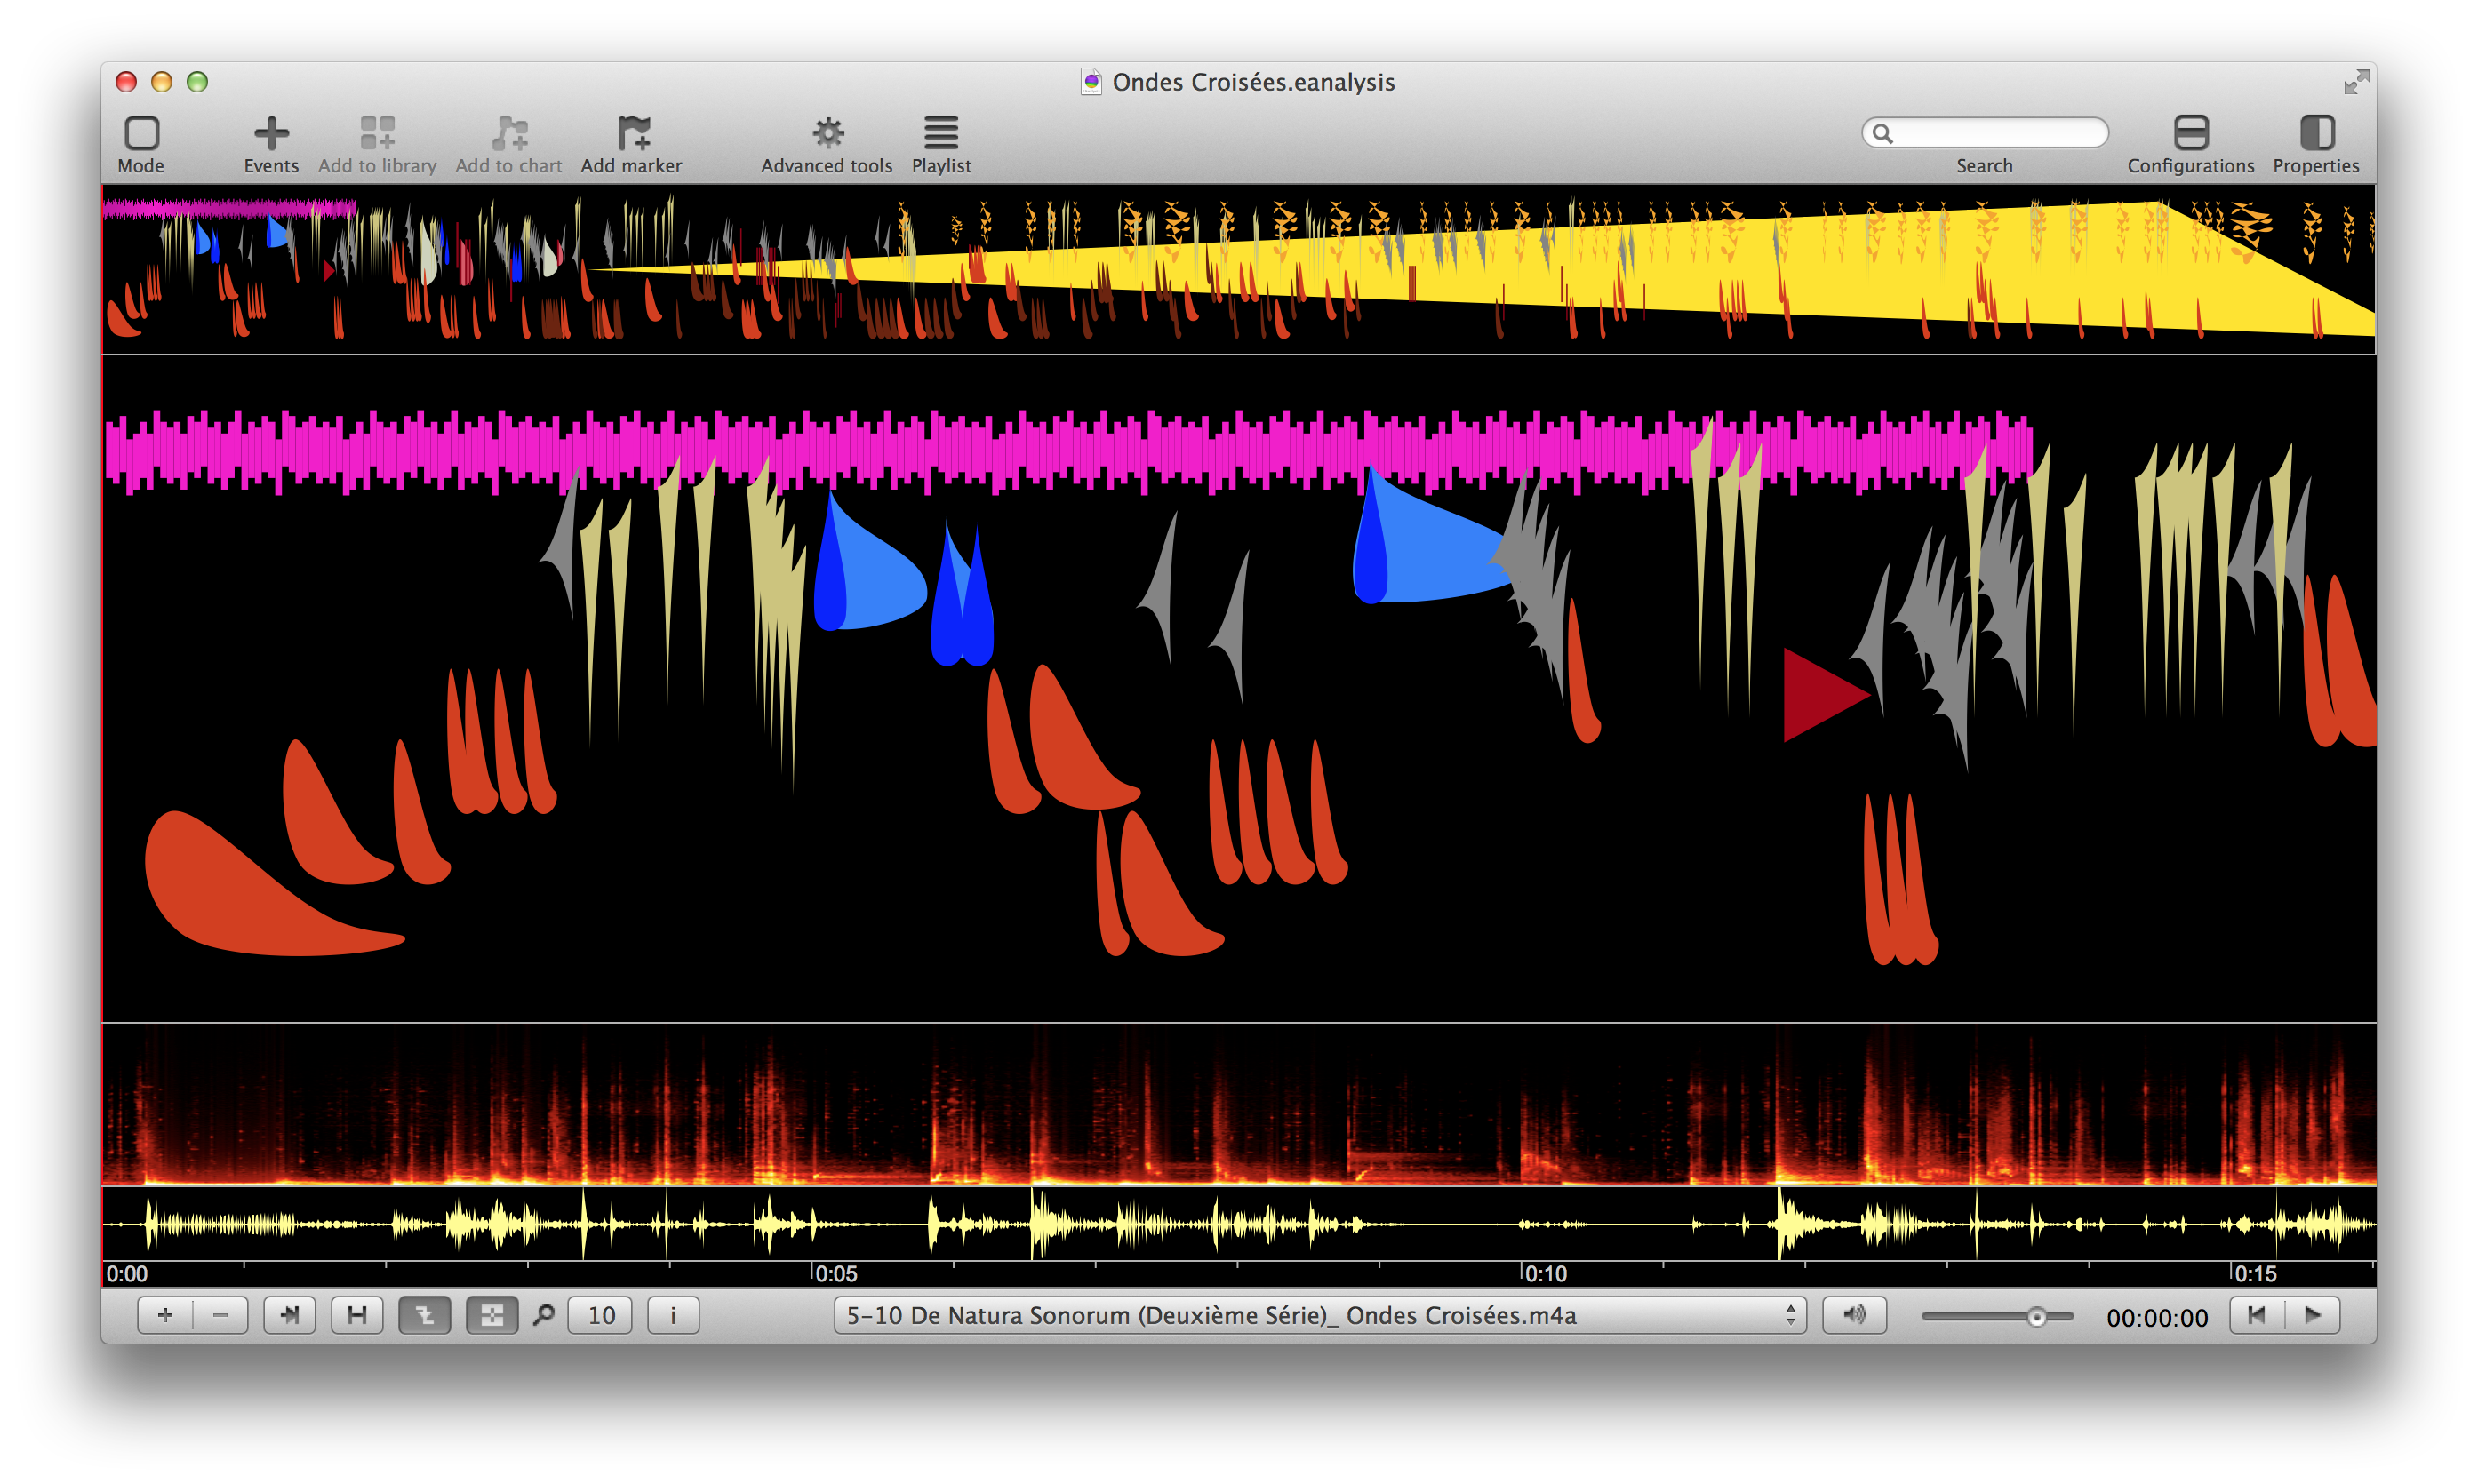 Ondes Croisées.eanalysis
Mode Events Add to library Add to chart Add marker Advanced tools Playlist Search Configurations Properties
0:00 0:05 0:10 0:15
10 i 5-10 De Natura Sonorum (Deuxième Série)_ Ondes Croisées.m4a 00:00:00